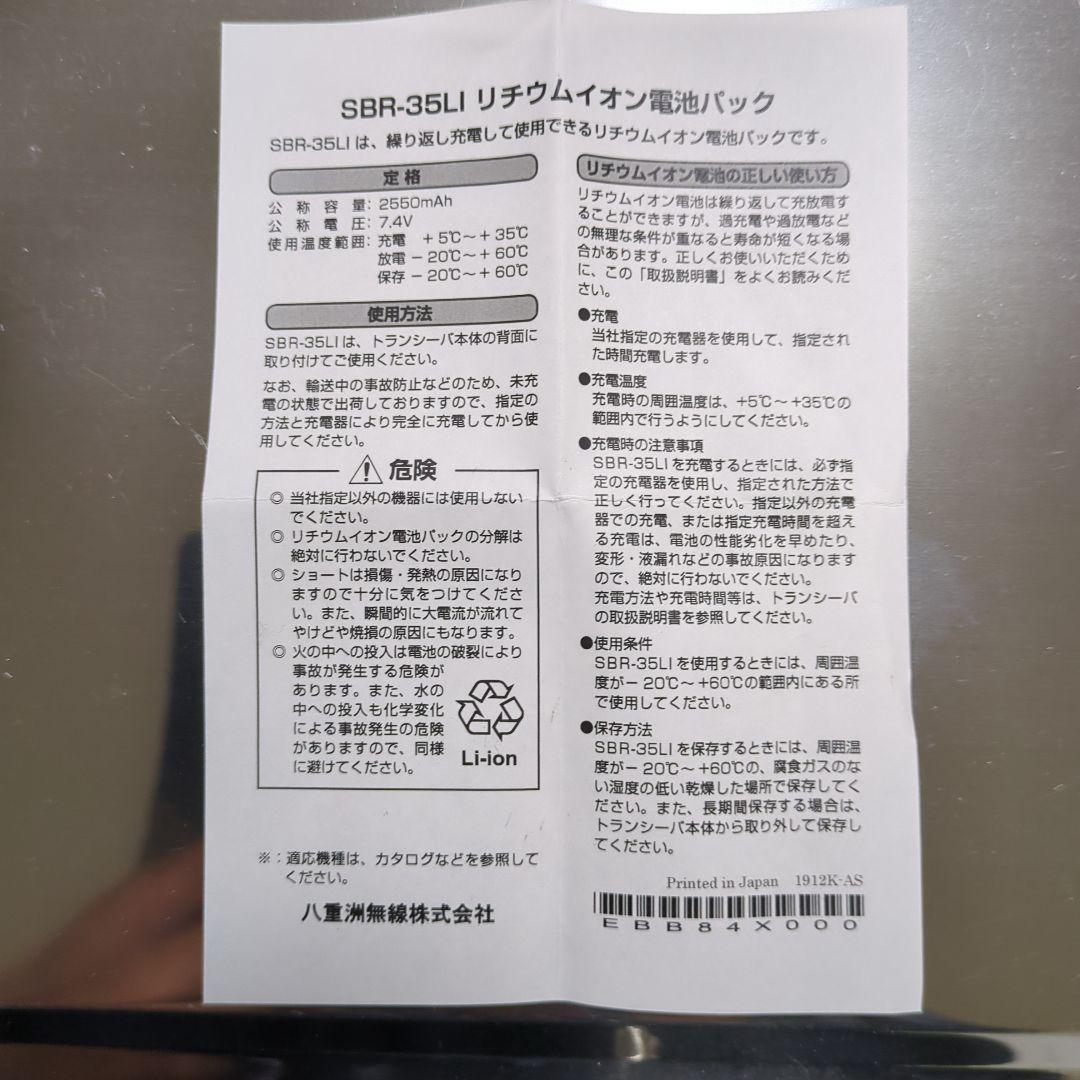 SBR-35LI リチウムイオン電池パック
SBR-35LI は、繰り返し充電して使用できるリチウムイオン電池パックです。
定 格
公 称 容 量：2550mAh
公 称 電 圧：7.4V
使用温度範囲：充電 ＋5℃～＋35℃
放電－20℃～＋60℃
保存－20℃～＋60℃
使用方法
SBR-35LI は、トランシーバ本体の背面に
取り付けてご使用ください。
なお、輸送中の事故防止などのため、未充
電の状態で出荷しておりますので、指定の
方法と充電器により完全に充電してから使
用してください。
危険
◎ 当社指定以外の機器には使用しない
でください。
◎ リチウムイオン電池パックの分解は
絶対に行わないでください。
◎ ショートは損傷・発熱の原因になり
ますので十分に気をつけてくださ
い。また、瞬間的に大電流が流れて
やけどや焼損の原因にもなります。
◎ 火の中への投入は電池の破裂により
事故が発生する危険が
あります。また、水の
中への投入も化学変化
による事故発生の危険
がありますので、同様
に避けてください。
Li-ion
※：適応機種は、カタログなどを参照して
ください。
八重洲無線株式会社
リチウムイオン電池の正しい使い方
リチウムイオン電池は繰り返して充放電す
ることができますが、過充電や過放電など
の無理な条件が重なると寿命が短くなる場
合があります。正しくお使いいただくため
に、この「取扱説明書」をよくお読みくだ
さい。
●充電
当社指定の充電器を使用して、指定され
た時間充電します。
●充電温度
充電時の周囲温度は、+5℃～+35℃の
範囲内で行うようにしてください。
●充電時の注意事項
SBR-35LI を充電するときには、必ず指
定の充電器を使用し、指定された方法で
正しく行ってください。指定以外の充電
器での充電、または指定充電時間を超え
る充電は、電池の性能劣化を早めたり、
変形・液漏れなどの事故原因になります
ので、絶対に行わないでください。
充電方法や充電時間等は、トランシーバ
の取扱説明書を参照してください。
●使用条件
SBR-35LI を使用するときには、周囲温
度が－20℃～+60℃の範囲内にある所
で使用してください。
●保存方法
SBR-35LI を保存するときには、周囲温
度が－20℃～+60℃の、腐食ガスのな
い湿度の低い乾燥した場所で保存してく
ださい。また、長期間保存する場合は、
トランシーバ本体から取り外して保存し
てください。
Printed in Japan 1912K-AS
EBB84X000